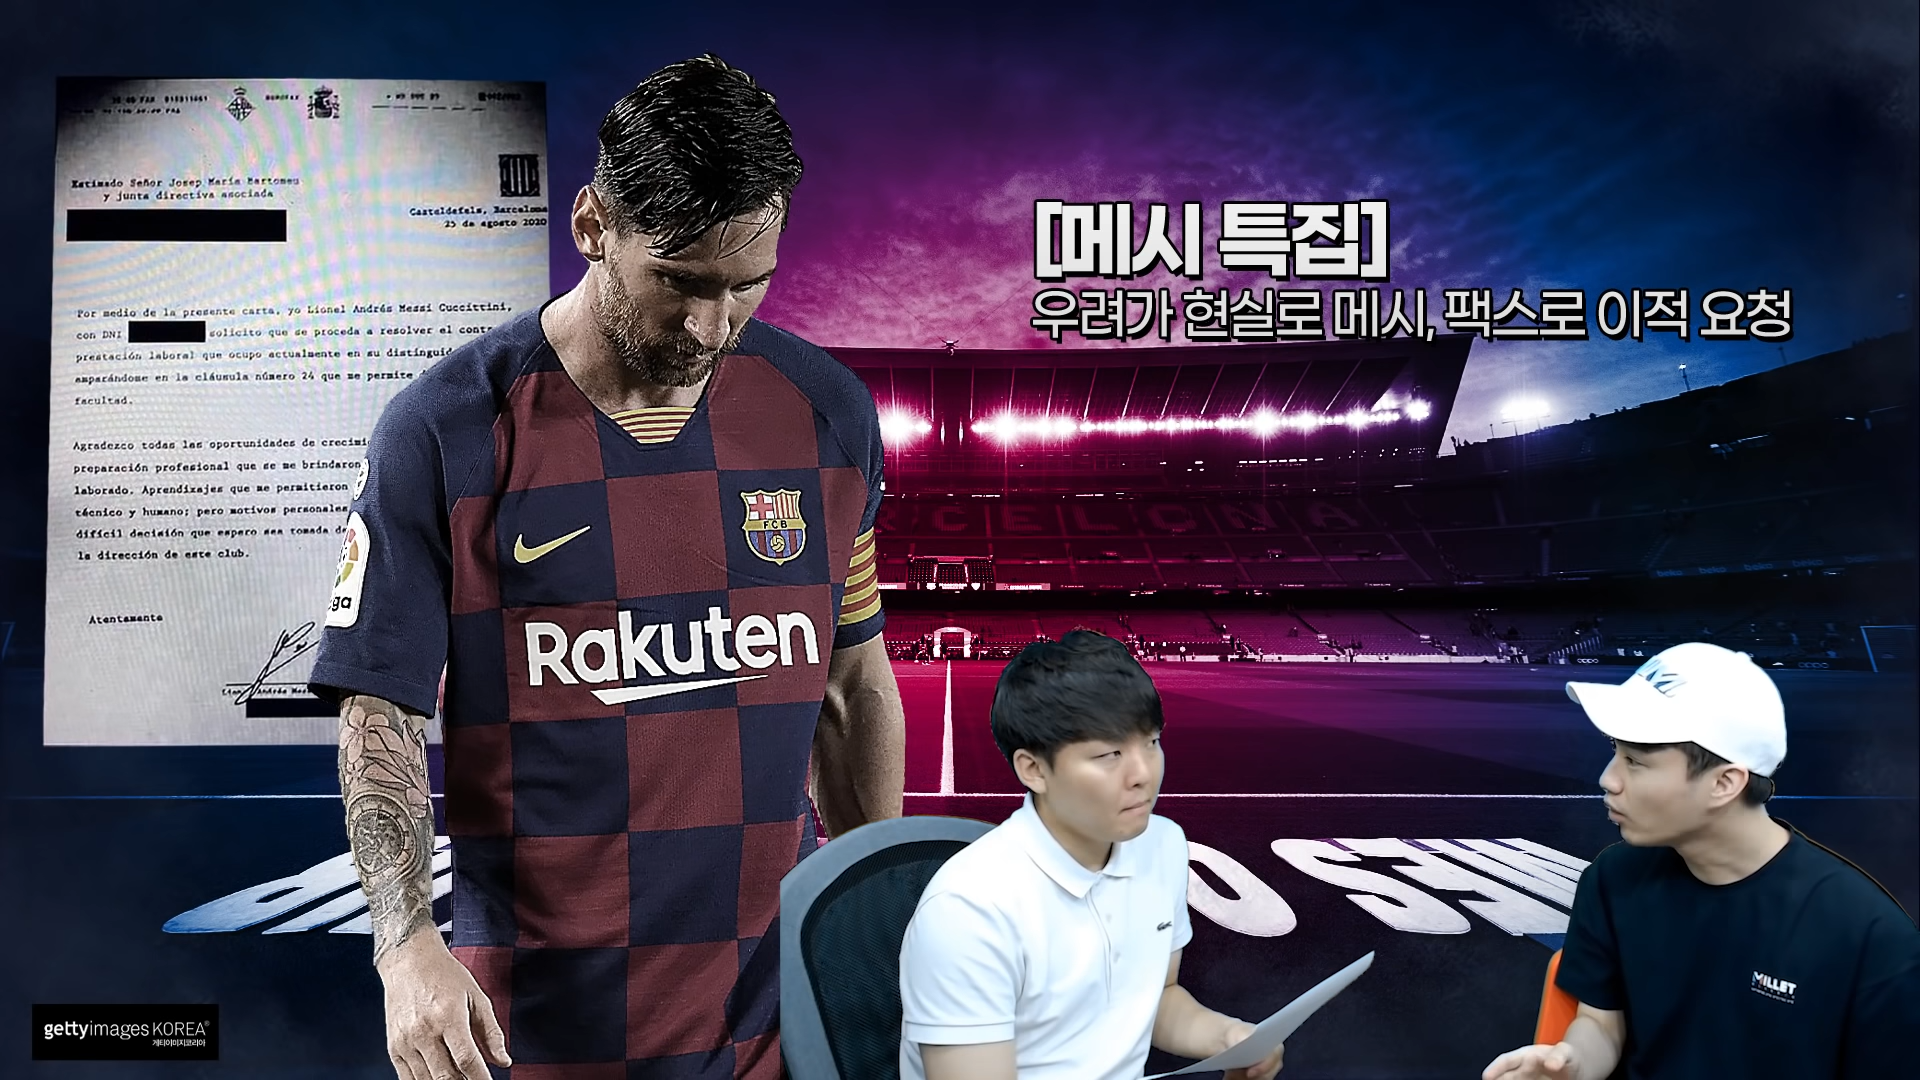 Estimado Señor Josep María Bartomeu
y junta directiva asociada
Casteldefels, Barcelona
25 de agosto 2020
Por medio de la presente carta, yo Lionel Andrés Messi Cuccittini,
con DNI solicito que se proceda a resolver el contr
prestación laboral que ocupo actualmente en su distinguid
amparándome en la cláusula número 24 que me permite
facultad.
Agradezco todas las oportunidades de crecimi
preparación profesional que se me brindaron
laborado. Aprendizajes que me permitieron
técnico y humano; pero motivos personales
difícil decisión que espero sea tomada de
la dirección de este club.
Atentamente
Andrés
[메시 특집]
우려가 현실로 메시, 팩스로 이적 요청
FCB
Rakuten
ga
MILLET
gettyimages KOREA
게티이미지코리아